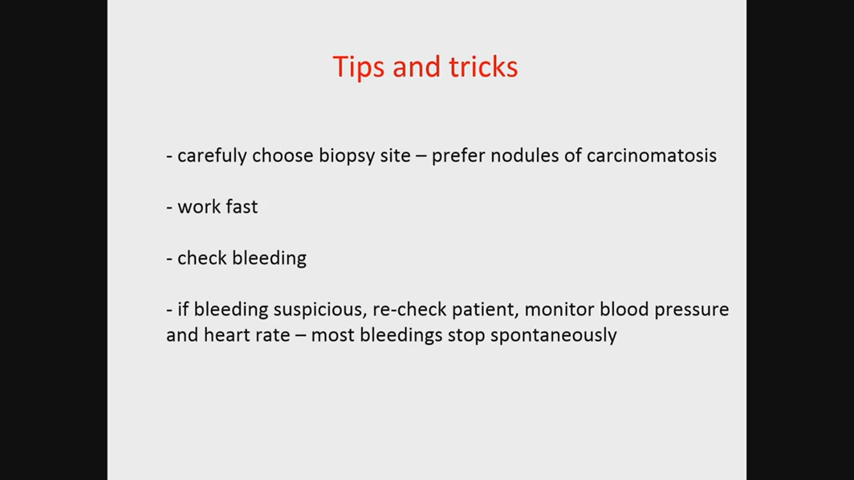 Tips and tricks
- carefuly choose biopsy site – prefer nodules of carcinomatosis
- work fast
- check bleeding
- if bleeding suspicious, re-check patient, monitor blood pressure
and heart rate – most bleedings stop spontaneously